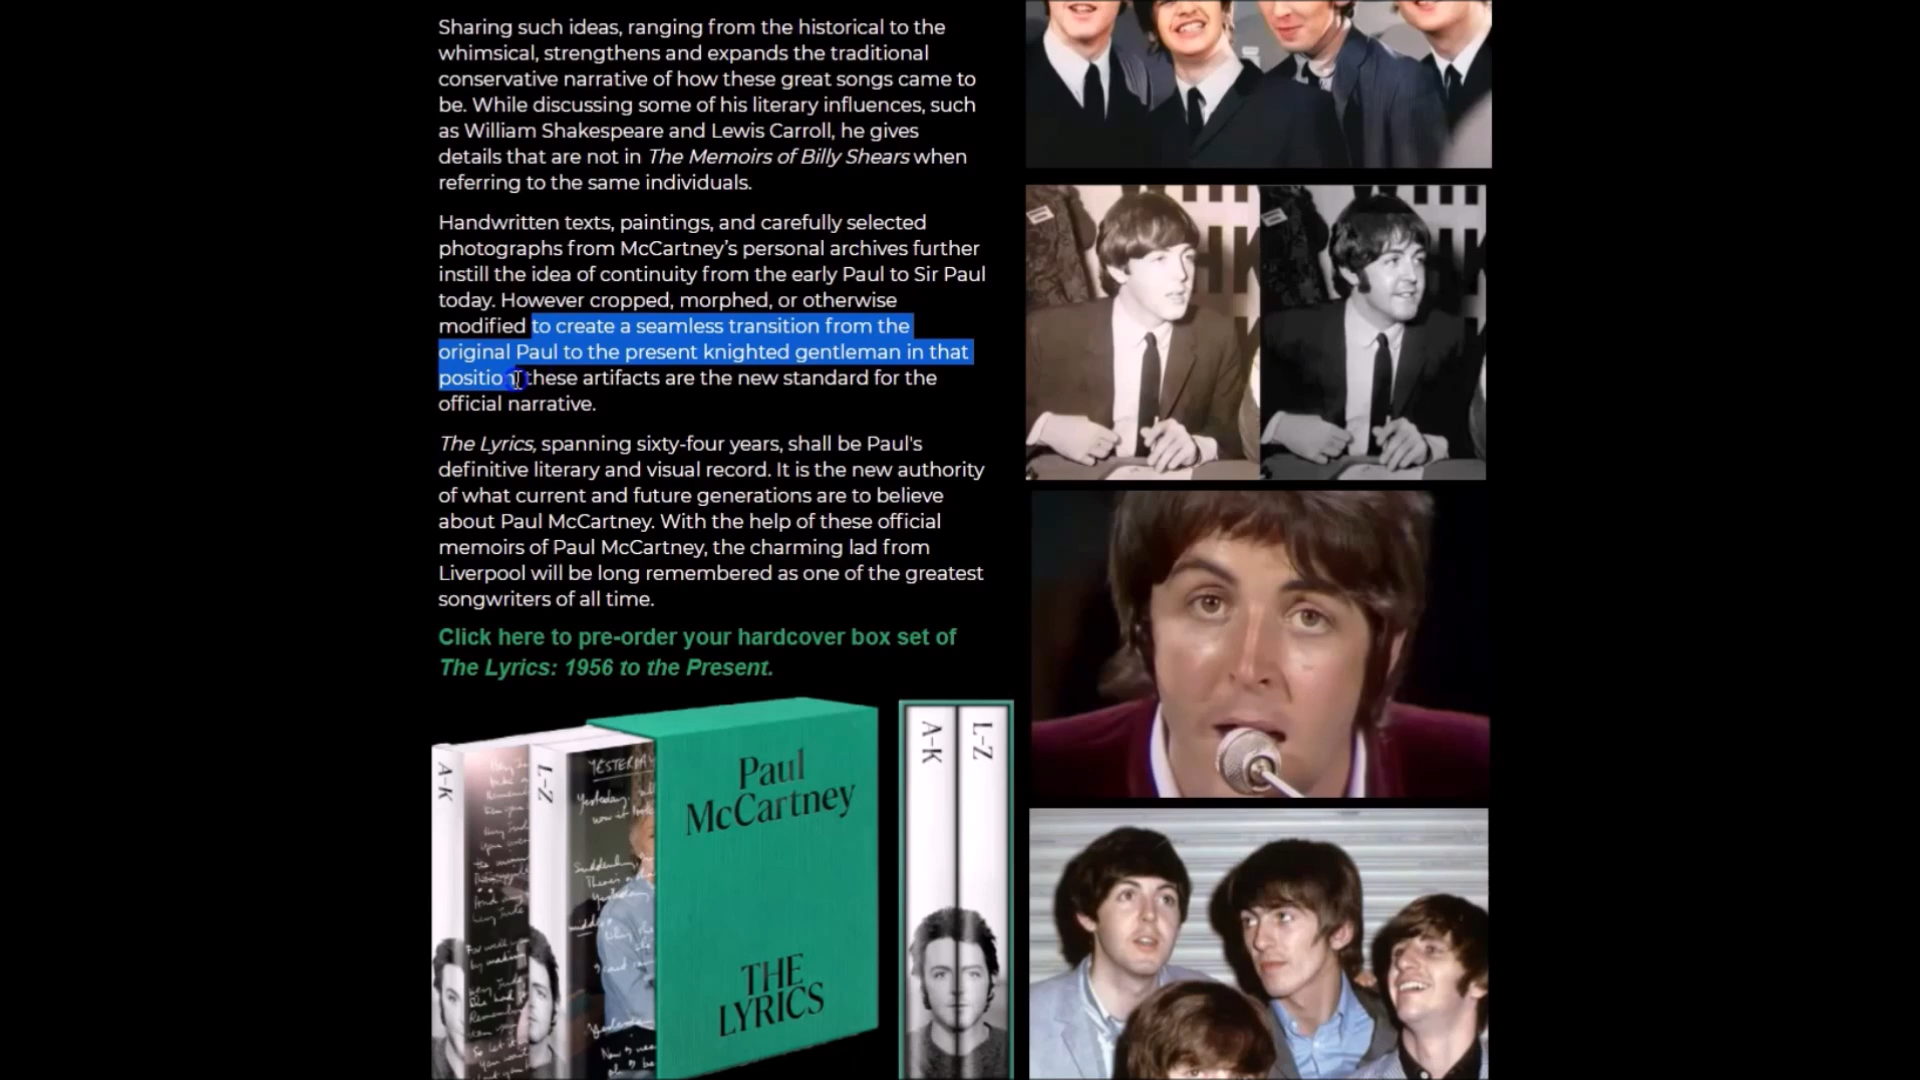 Sharing such ideas, ranging from the historical to the
whimsical, strengthens and expands the traditional
conservative narrative of how these great songs came to
be. While discussing some of his literary influences, such
as William Shakespeare and Lewis Carroll, he gives
details that are not in The Memoirs of Billy Shears when
referring to the same individuals.
Handwritten texts, paintings, and carefully selected
photographs from McCartney's personal archives further
instill the idea of continuity from the early Paul to Sir Paul
today. However cropped, morphed, or otherwise
modified to create a seamless transition from the
original Paul to the present knighted gentleman in that
position, these artifacts are the new standard for the
official narrative.
The Lyrics, spanning sixty-four years, shall be Paul's
definitive literary and visual record. It is the new authority
of what current and future generations are to believe
about Paul McCartney. With the help of these official
memoirs of Paul McCartney, the charming lad from
Liverpool will be long remembered as one of the greatest
songwriters of all time.
Click here to pre-order your hardcover box set of
The Lyrics: 1956 to the Present.
A-K
L-Z
YESTERDAY
Yesterday
Suddenly
Paul
McCartney
THE
LYRICS
A-K
L-Z